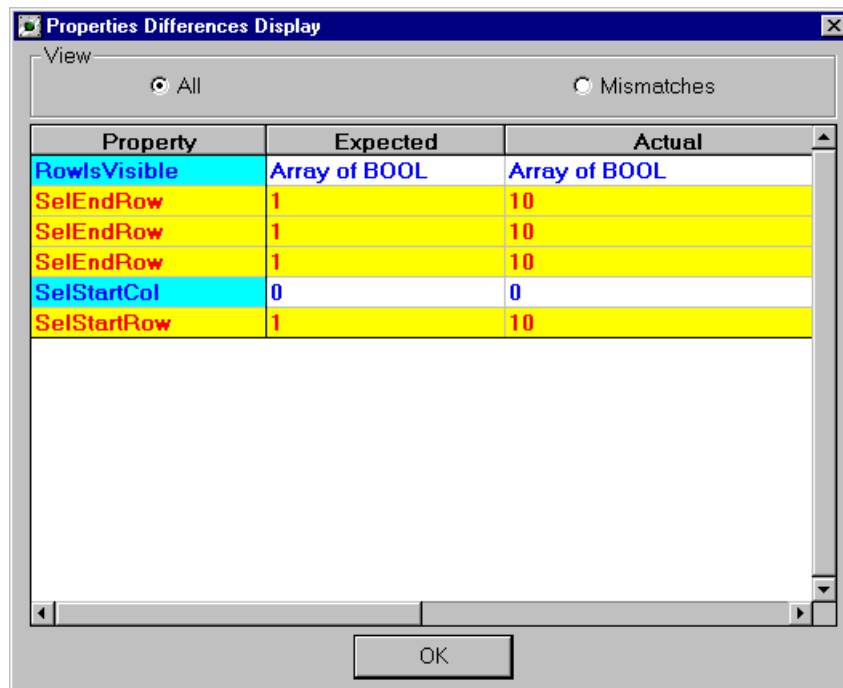 Properties Differences Display
View
All Mismatches
Property Expected Actual
RowIsVisible Array of BOOL Array of BOOL
SelEndRow 1 10
SelEndRow 1 10
SelEndRow 1 10
SelStartCol 0 0
SelStartRow 1 10
OK